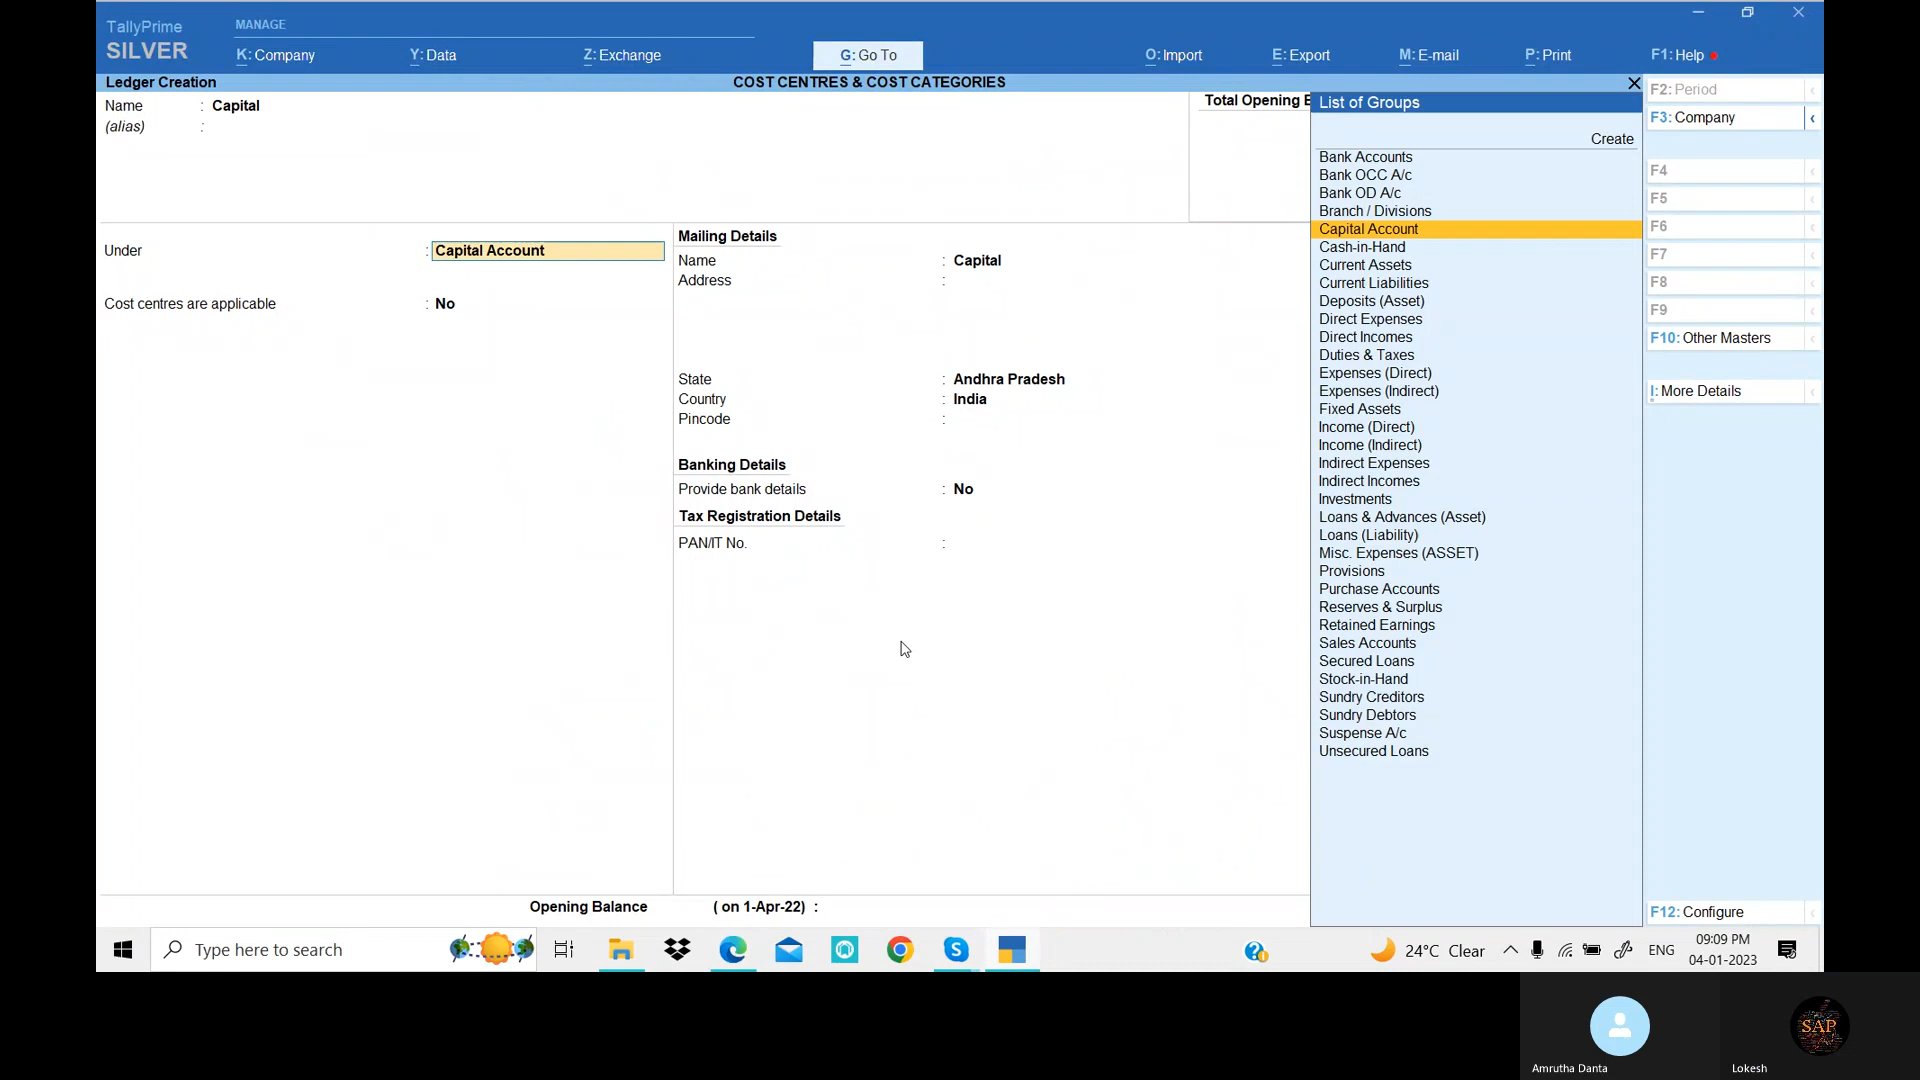 TallyPrime
SILVER
MANAGE
K: Company
Y: Data
Z: Exchange
G: Go To
O: Import
E: Export
M: E-mail
P: Print
F1: Help
Ledger Creation
COST CENTRES & COST CATEGORIES
Name : Capital
(alias) :
Total Opening B
Under : Capital Account
Cost centres are applicable : No
Mailing Details
Name : Capital
Address :
State : Andhra Pradesh
Country : India
Pincode :
Banking Details
Provide bank details : No
Tax Registration Details
PAN/IT No. :
Opening Balance ( on 1-Apr-22) :
List of Groups
Create
Bank Accounts
Bank OCC A/c
Bank OD A/c
Branch / Divisions
Capital Account
Cash-in-Hand
Current Assets
Current Liabilities
Deposits (Asset)
Direct Expenses
Direct Incomes
Duties & Taxes
Expenses (Direct)
Expenses (Indirect)
Fixed Assets
Income (Direct)
Income (Indirect)
Indirect Expenses
Indirect Incomes
Investments
Loans & Advances (Asset)
Loans (Liability)
Misc. Expenses (ASSET)
Provisions
Purchase Accounts
Reserves & Surplus
Retained Earnings
Sales Accounts
Secured Loans
Stock-in-Hand
Sundry Creditors
Sundry Debtors
Suspense A/c
Unsecured Loans
F2: Period
F3: Company
F4
F5
F6
F7
F8
F9
F10: Other Masters
I: More Details
F12: Configure
Type here to search
24°C Clear
ENG
09:09 PM
04-01-2023
SAP
Amrutha Danta
Lokesh